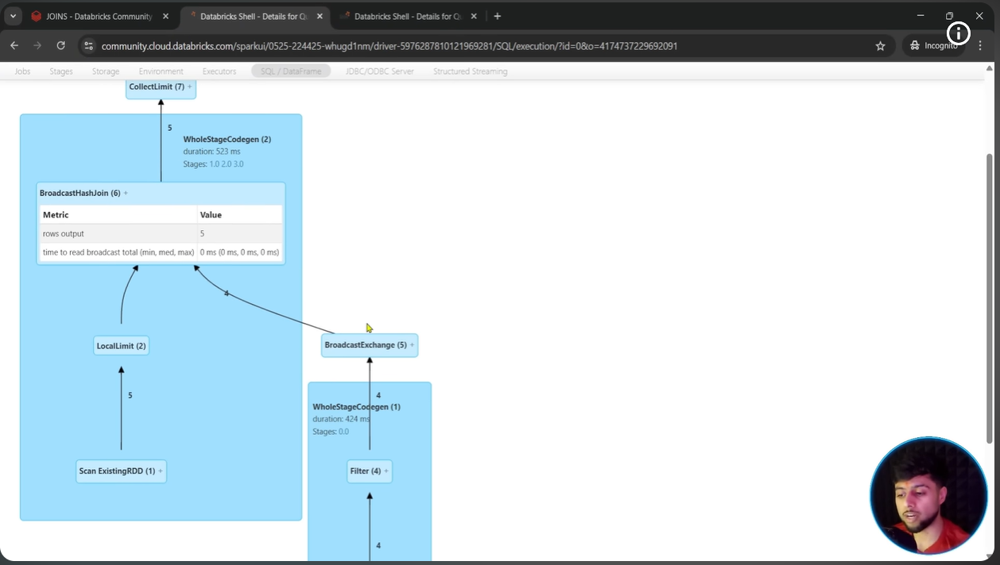 JOINS - Databricks Community
Databricks Shell - Details for Qu
Databricks Shell - Details for Qu
community.cloud.databricks.com/sparkui/0525-224425-whugd1nm/driver-5976287810121969281/SQL/execution/?id=0&o=4174737229692091
Incognito
Jobs Stages Storage Environment Executors SQL / DataFrame JDBC/ODBC Server Structured Streaming
CollectLimit (7) +
5
WholeStageCodegen (2)
duration: 523 ms
Stages: 1.0 2.0 3.0
BroadcastHashJoin (6) +
Metric Value
rows output 5
time to read broadcast total (min, med, max) 0 ms (0 ms, 0 ms, 0 ms)
4
LocalLimit (2)
BroadcastExchange (5) +
5
4
WholeStageCodegen (1)
duration: 424 ms
Stages: 0.0
Scan ExistingRDD (1) +
Filter (4) +
4